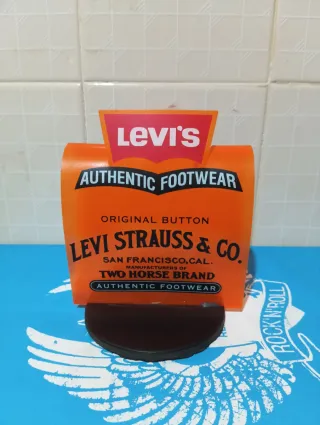 LEVI'S
AUTHENTIC FOOTWEAR
ORIGINAL BUTTON
LEVI STRAUSS & CO.
SAN FRANCISCO, CAL.
MANUFACTURERS OF
TWO HORSE BRAND
AUTHENTIC FOOTWEAR
ROCK'N'ROLL